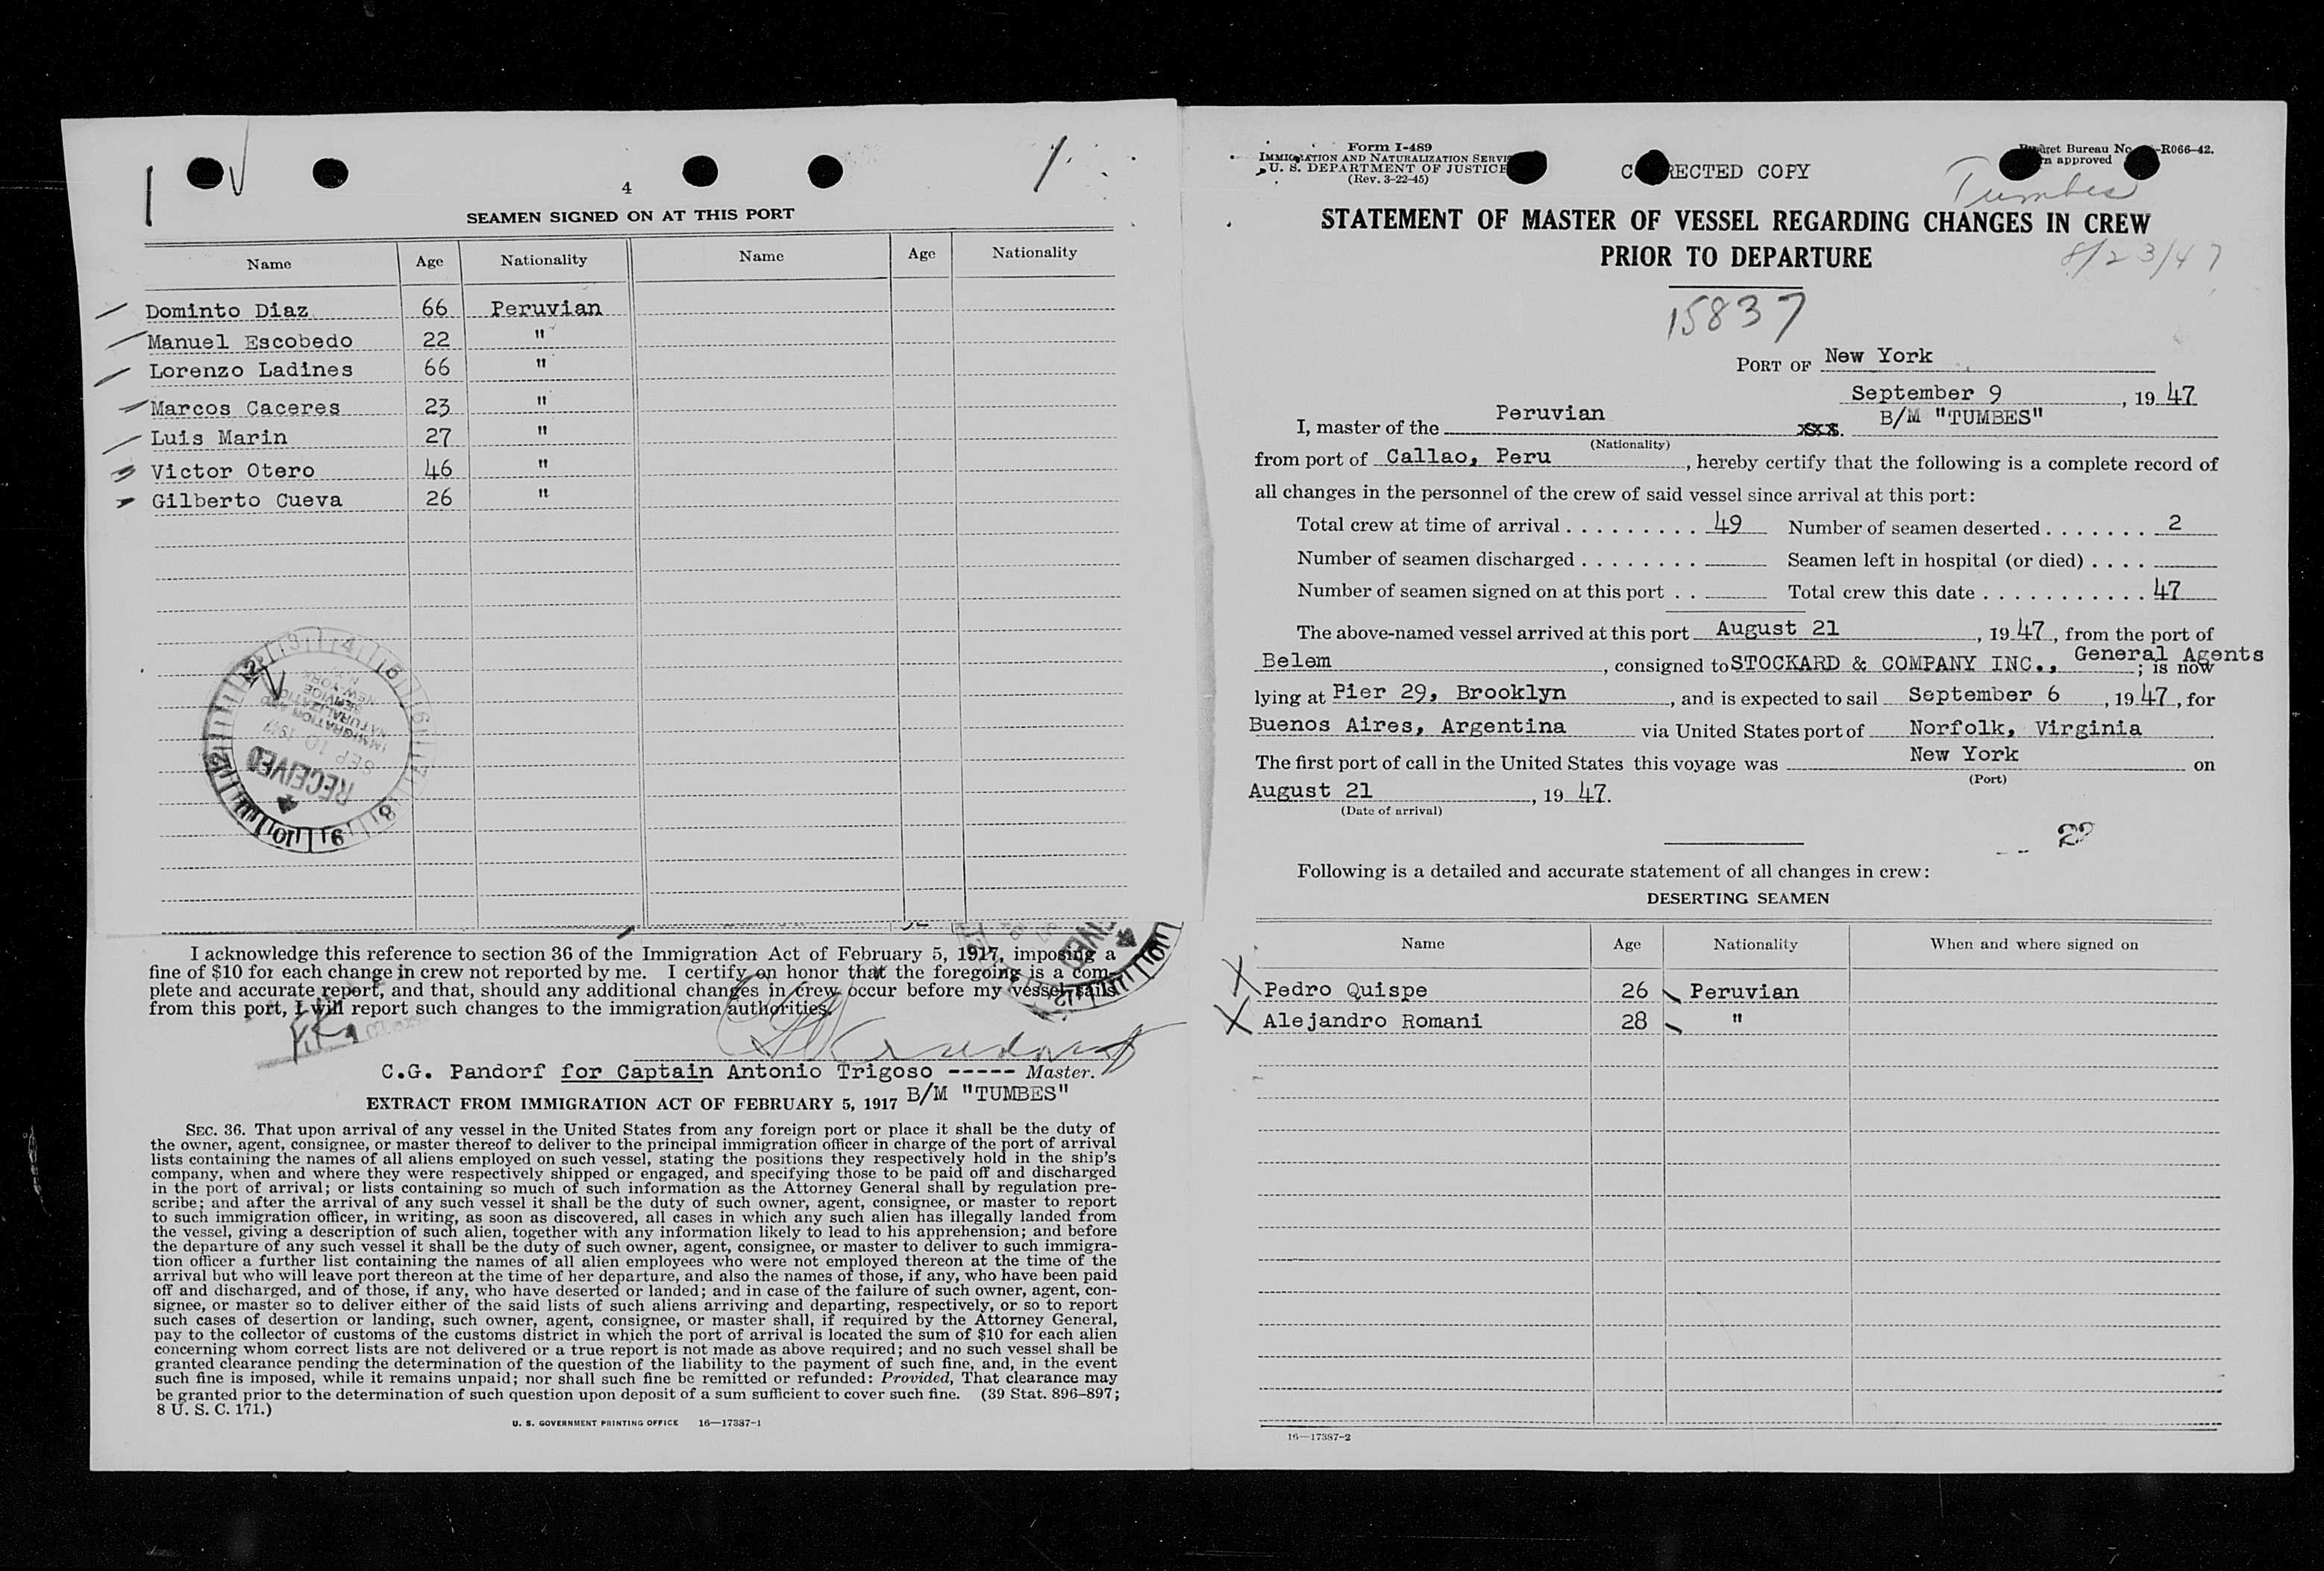 4
SEAMEN SIGNED ON AT THIS PORT
Name Age Nationality Name Age Nationality
Dominto Diaz 66 Peruvian
Manuel Escobedo 22 "
Lorenzo Ladines 66 "
Marcos Caceres 23 "
Luis Marin 27 "
Victor Otero 46 "
Gilberto Cueva 26 "
RECEIVED
SEP 10 1947
IMMIGRATION AND
NATURALIZATION
SERVICE
NEW YORK
I acknowledge this reference to section 36 of the Immigration Act of February 5, 1917, imposing a
fine of $10 for each change in crew not reported by me. I certify on honor that the foregoing is a com-
plete and accurate report, and that, should any additional changes in crew occur before my vessel sails
from this port, I will report such changes to the immigration authorities.
C.G. Pandorf for Captain Antonio Trigoso ----- Master.
B/M "TUMBES"
EXTRACT FROM IMMIGRATION ACT OF FEBRUARY 5, 1917
SEC. 36. That upon arrival of any vessel in the United States from any foreign port or place it shall be the duty of
the owner, agent, consignee, or master thereof to deliver to the principal immigration officer in charge of the port of arrival
lists containing the names of all aliens employed on such vessel, stating the positions they respectively hold in the ship's
company, when and where they were respectively shipped or engaged, and specifying those to be paid off and discharged
in the port of arrival; or lists containing so much of such information as the Attorney General shall by regulation pre-
scribe; and after the arrival of any such vessel it shall be the duty of such owner, agent, consignee, or master to report
to such immigration officer, in writing, as soon as discovered, all cases in which any such alien has illegally landed from
the vessel, giving a description of such alien, together with any information likely to lead to his apprehension; and before
the departure of any such vessel it shall be the duty of such owner, agent, consignee, or master to deliver to such immigra-
tion officer a further list containing the names of all alien employees who were not employed thereon at the time of the
arrival but who will leave port thereon at the time of her departure, and also the names of those, if any, who have been paid
off and discharged, and of those, if any, who have deserted or landed; and in case of the failure of such owner, agent, con-
signee, or master so to deliver either of the said lists of such aliens arriving and departing, respectively, or so to report
such cases of desertion or landing, such owner, agent, consignee, or master shall, if required by the Attorney General,
pay to the collector of customs of the customs district in which the port of arrival is located the sum of $10 for each alien
concerning whom correct lists are not delivered or a true report is not made as above required; and no such vessel shall be
granted clearance pending the determination of the question of the liability to the payment of such fine, and, in the event
such fine is imposed, while it remains unpaid; nor shall such fine be remitted or refunded: Provided, That clearance may
be granted prior to the determination of such question upon deposit of a sum sufficient to cover such fine. (39 Stat. 896-897;
8 U. S. C. 171.)
U. S. GOVERNMENT PRINTING OFFICE 16—17387-1
Form I-489
IMMIGRATION AND NATURALIZATION SERVI
U. S. DEPARTMENT OF JUSTICE
(Rev. 3-22-45)
C RECTED COPY
Bureau No. -R066-42.
approved
Tumbes
STATEMENT OF MASTER OF VESSEL REGARDING CHANGES IN CREW
PRIOR TO DEPARTURE
8/23/47
15837
PORT OF New York
September 9, 1947
I, master of the Peruvian xxx. B/M "TUMBES"
(Nationality)
from port of Callao, Peru, hereby certify that the following is a complete record of
all changes in the personnel of the crew of said vessel since arrival at this port:
Total crew at time of arrival . . . . . . . . . 49 Number of seamen deserted . . . . . . . 2
Number of seamen discharged . . . . . . . . Seamen left in hospital (or died) . . . .
Number of seamen signed on at this port . . Total crew this date . . . . . . . . . . . 47
The above-named vessel arrived at this port August 21, 1947, from the port of
Belem, consigned to STOCKARD & COMPANY INC., General Agents; is now
lying at Pier 29, Brooklyn, and is expected to sail September 6, 1947, for
Buenos Aires, Argentina via United States port of Norfolk, Virginia
The first port of call in the United States this voyage was New York on
(Port)
August 21, 1947.
(Date of arrival)
22
Following is a detailed and accurate statement of all changes in crew:
DESERTING SEAMEN
Name Age Nationality When and where signed on
X Pedro Quispe 26 Peruvian
X Alejandro Romani 28 "
16—17387-2